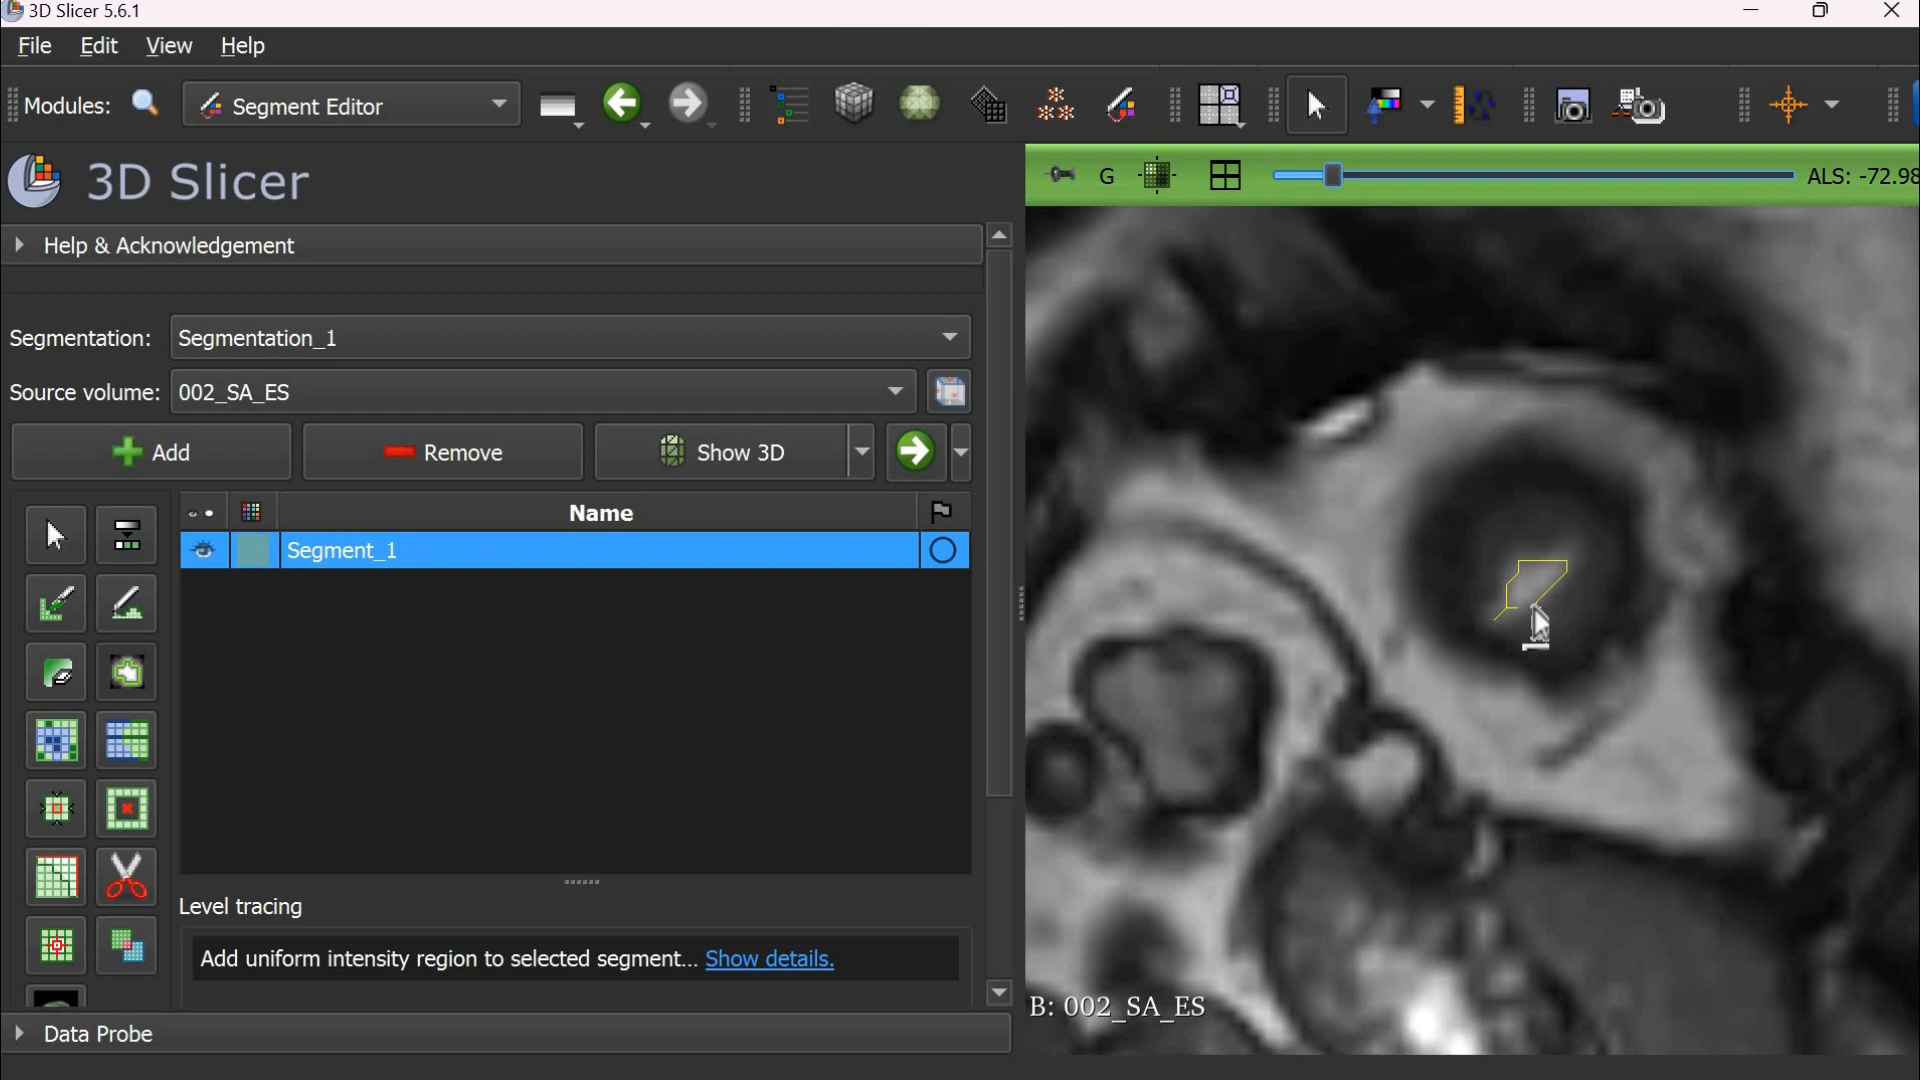 3D Slicer 5.6.1
File Edit View Help
Modules: Segment Editor
3D Slicer
G ALS: -72.98
Help & Acknowledgement
Segmentation: Segmentation_1
Source volume: 002_SA_ES
Add Remove Show 3D
Name
Segment_1
Level tracing
Add uniform intensity region to selected segment... Show details.
B: 002_SA_ES
Data Probe